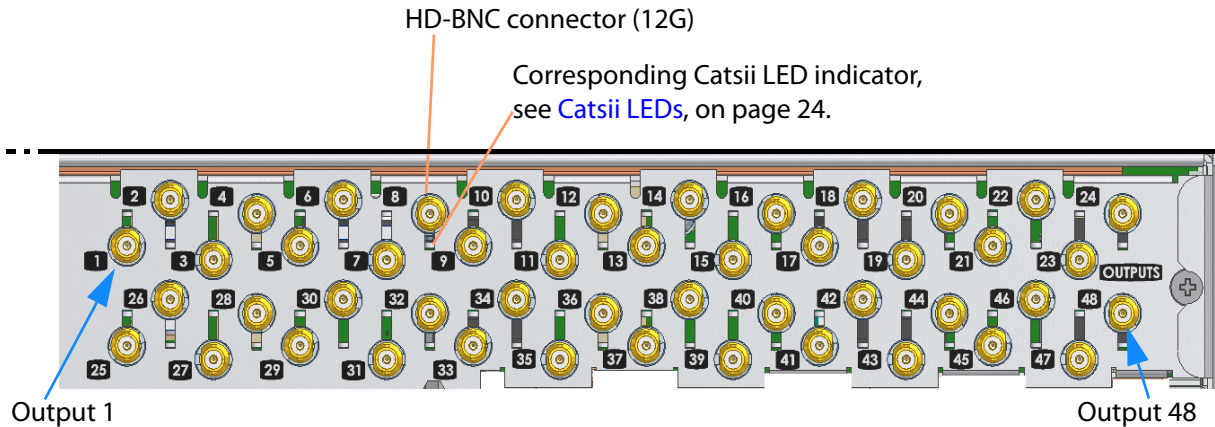 HD-BNC connector (12G)
Corresponding Catsii LED indicator,
see Catsii LEDs, on page 24.
2 4 6 8 10 12 14 16 18 20 22 24
1 3 5 7 9 11 13 15 17 19 21 23
OUTPUTS
26 28 30 32 34 36 38 40 42 44 46 48
25 27 29 31 33 35 37 39 41 43 45 47
Output 1
Output 48